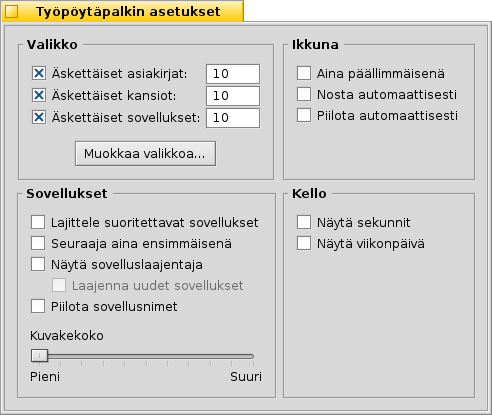 Työpöytäpalkin asetukset
Valikko
Äskettäiset asiakirjat: 10
Äskettäiset kansiot: 10
Äskettäiset sovellukset: 10
Muokkaa valikkoa...
Ikkuna
Aina päällimmäisenä
Nosta automaattisesti
Piilota automaattisesti
Sovellukset
Lajittele suoritettavat sovellukset
Seuraaja aina ensimmäisenä
Näytä sovelluslaajentaja
Laajenna uudet sovellukset
Piilota sovellusnimet
Kuvakekoko
Pieni Suuri
Kello
Näytä sekunnit
Näytä viikonpäivä